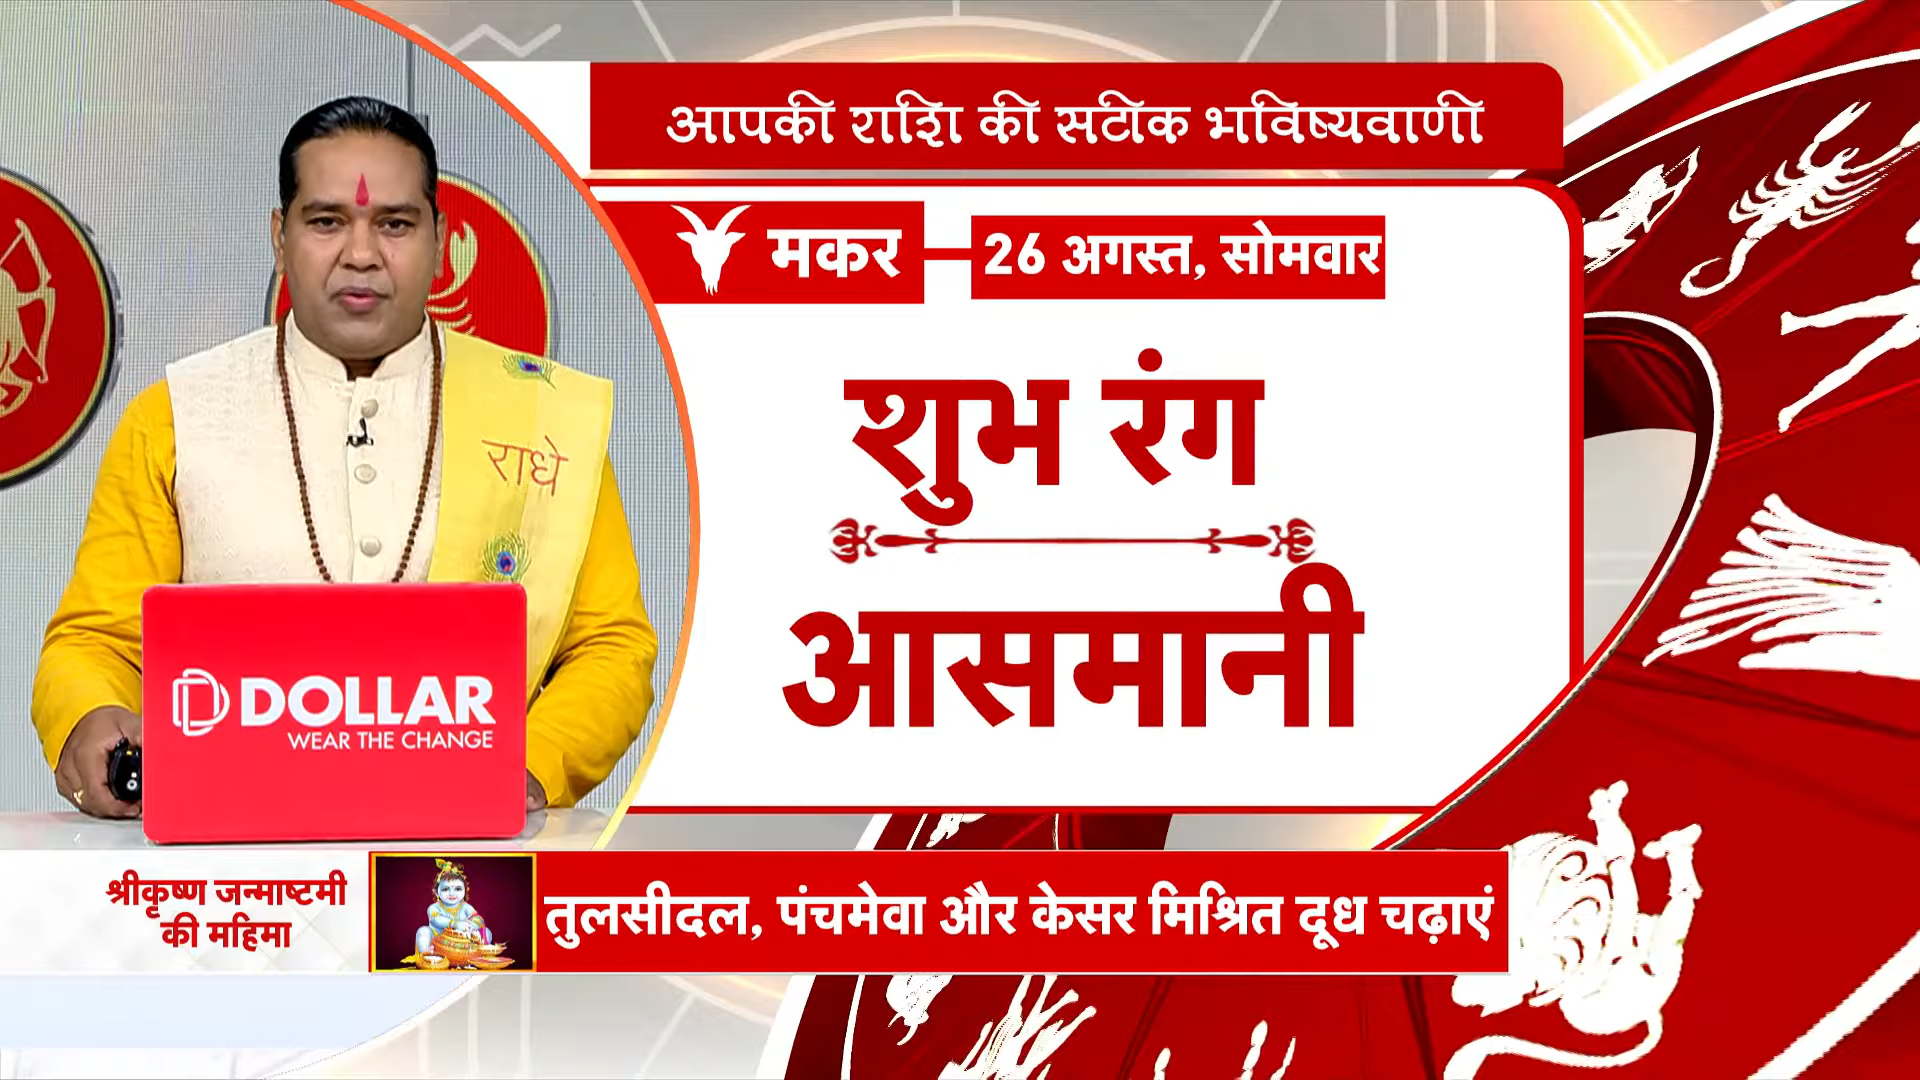 आपकी राशि की सटीक भविष्यवाणी
मकर
26 अगस्त, सोमवार
शुभ रंग
आसमानी
राधे
DOLLAR
WEAR THE CHANGE
श्रीकृष्ण जन्माष्टमी
की महिमा
तुलसीदल, पंचमेवा और केसर मिश्रित दूध चढ़ाएं